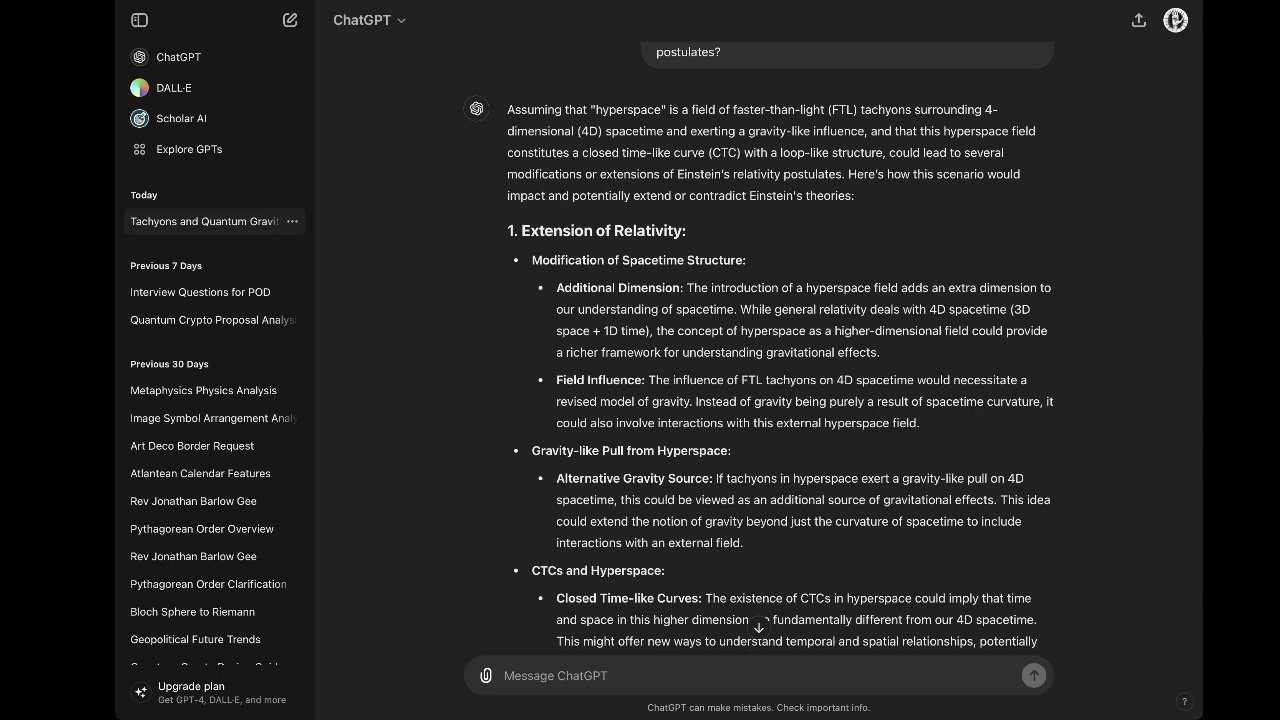 ChatGPT
DALL·E
Scholar AI
Explore GPTs
Today
Tachyons and Quantum Gravit
Previous 7 Days
Interview Questions for POD
Quantum Crypto Proposal Analysi
Previous 30 Days
Metaphysics Physics Analysis
Image Symbol Arrangement Analy
Art Deco Border Request
Atlantean Calendar Features
Rev Jonathan Barlow Gee
Pythagorean Order Overview
Rev Jonathan Barlow Gee
Pythagorean Order Clarification
Bloch Sphere to Riemann
Geopolitical Future Trends
Upgrade plan
Get GPT-4, DALL·E, and more
ChatGPT
postulates?
Assuming that "hyperspace" is a field of faster-than-light (FTL) tachyons surrounding 4-
dimensional (4D) spacetime and exerting a gravity-like influence, and that this hyperspace field
constitutes a closed time-like curve (CTC) with a loop-like structure, could lead to several
modifications or extensions of Einstein's relativity postulates. Here's how this scenario would
impact and potentially extend or contradict Einstein's theories:
1. Extension of Relativity:
• Modification of Spacetime Structure:
• Additional Dimension: The introduction of a hyperspace field adds an extra dimension to
our understanding of spacetime. While general relativity deals with 4D spacetime (3D
space + 1D time), the concept of hyperspace as a higher-dimensional field could provide
a richer framework for understanding gravitational effects.
• Field Influence: The influence of FTL tachyons on 4D spacetime would necessitate a
revised model of gravity. Instead of gravity being purely a result of spacetime curvature, it
could also involve interactions with this external hyperspace field.
• Gravity-like Pull from Hyperspace:
• Alternative Gravity Source: If tachyons in hyperspace exert a gravity-like pull on 4D
spacetime, this could be viewed as an additional source of gravitational effects. This idea
could extend the notion of gravity beyond just the curvature of spacetime to include
interactions with an external field.
• CTCs and Hyperspace:
• Closed Time-like Curves: The existence of CTCs in hyperspace could imply that time
and space in this higher dimension fundamentally different from our 4D spacetime.
This might offer new ways to understand temporal and spatial relationships, potentially
Message ChatGPT
ChatGPT can make mistakes. Check important info.
?